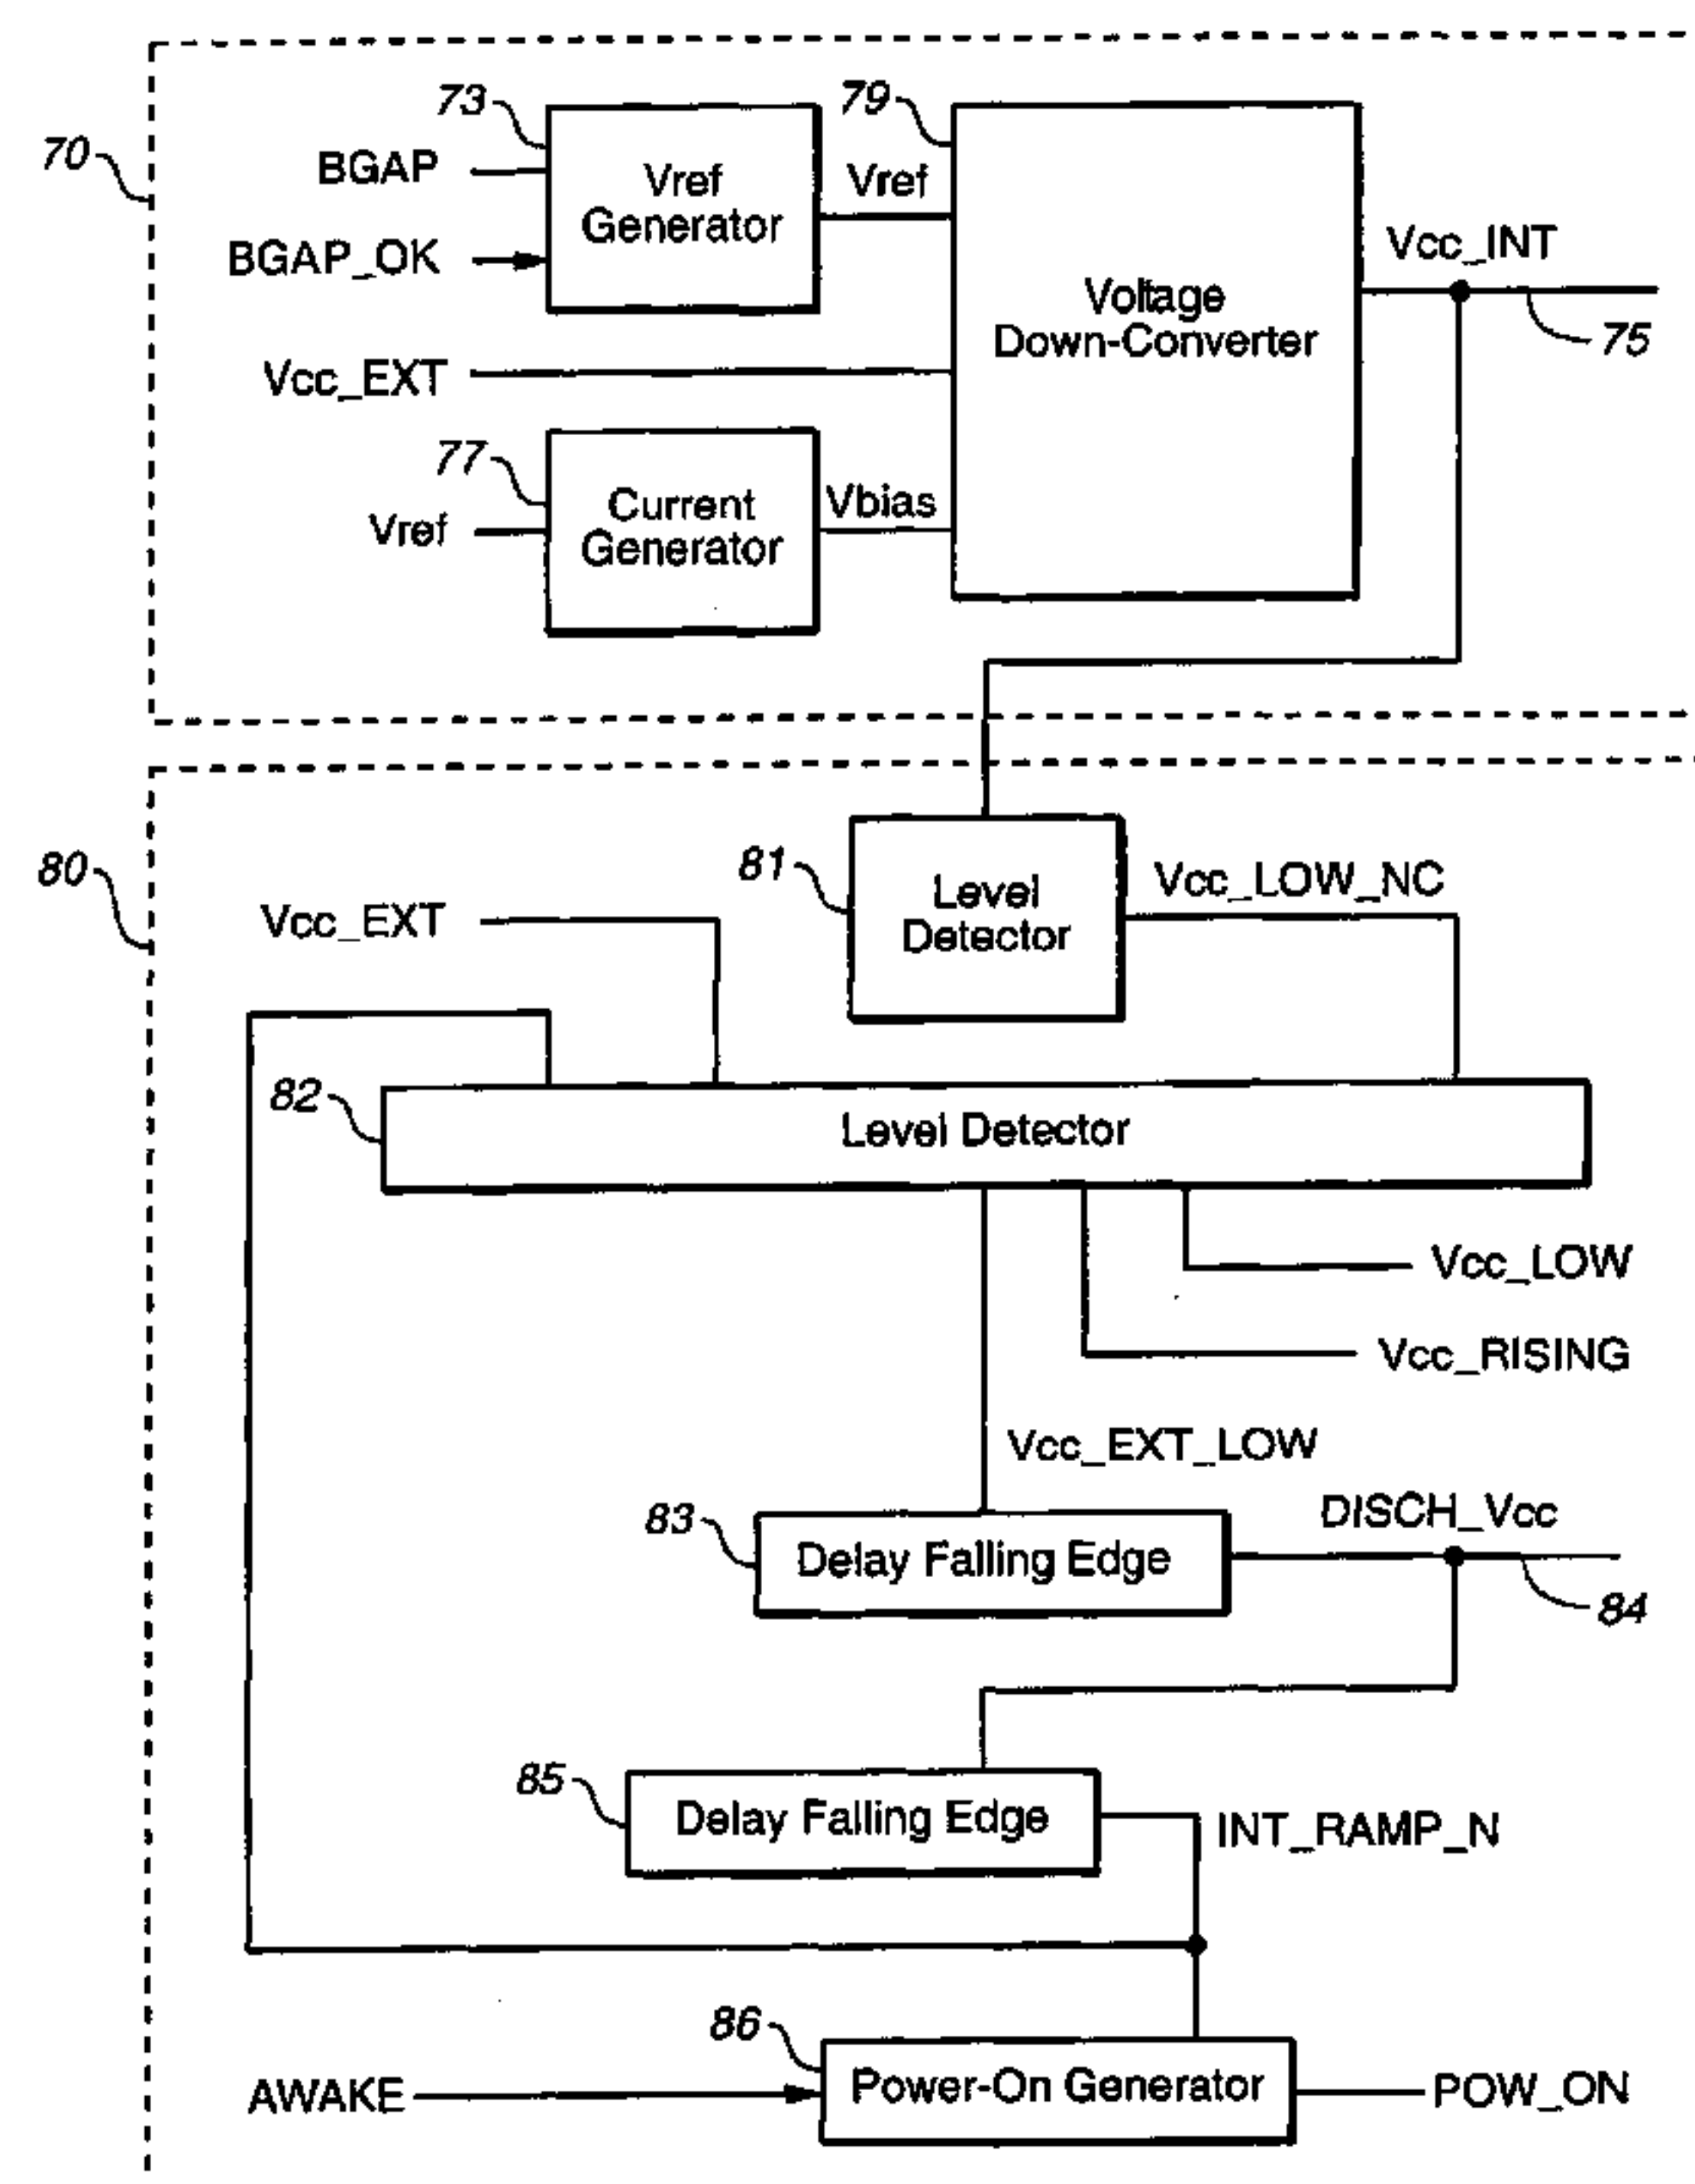 73
79
70
BGAP
Vref
Generator
Vref
BGAP_OK
Vcc_INT
Voltage
Down-Converter
75
Vcc_EXT
77
Current
Generator
Vbias
Vref
81
80
Level
Detector
Vcc_LOW_NC
Vcc_EXT
82
Level Detector
Vcc_LOW
Vcc_RISING
Vcc_EXT_LOW
83
DISCH_Vcc
Delay Falling Edge
84
85
Delay Falling Edge
INT_RAMP_N
86
AWAKE
Power-On Generator
POW_ON